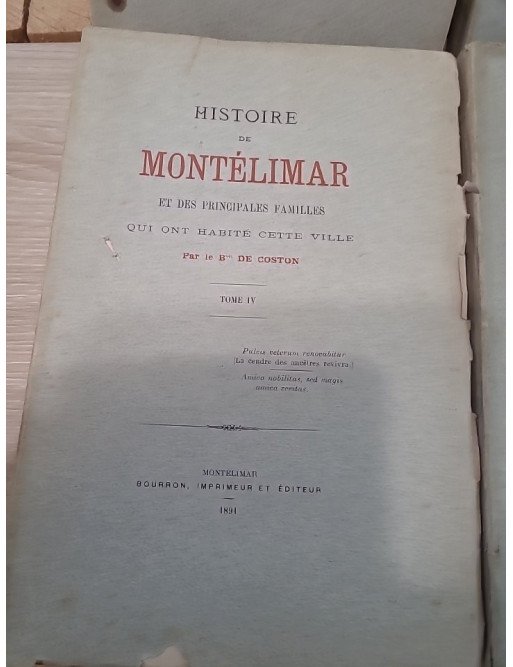 HISTOIRE
DE
MONTÉLIMAR
ET DES PRINCIPALES FAMILLES
QUI ONT HABITÉ CETTE VILLE
Par le Bon DE COSTON
TOME IV
Pulvis veterum renovabitur.
[La cendre des ancêtres revivra.]
Amica nobilitas, sed magis
amica veritas.
MONTÉLIMAR
BOURRON, IMPRIMEUR ET ÉDITEUR
1891